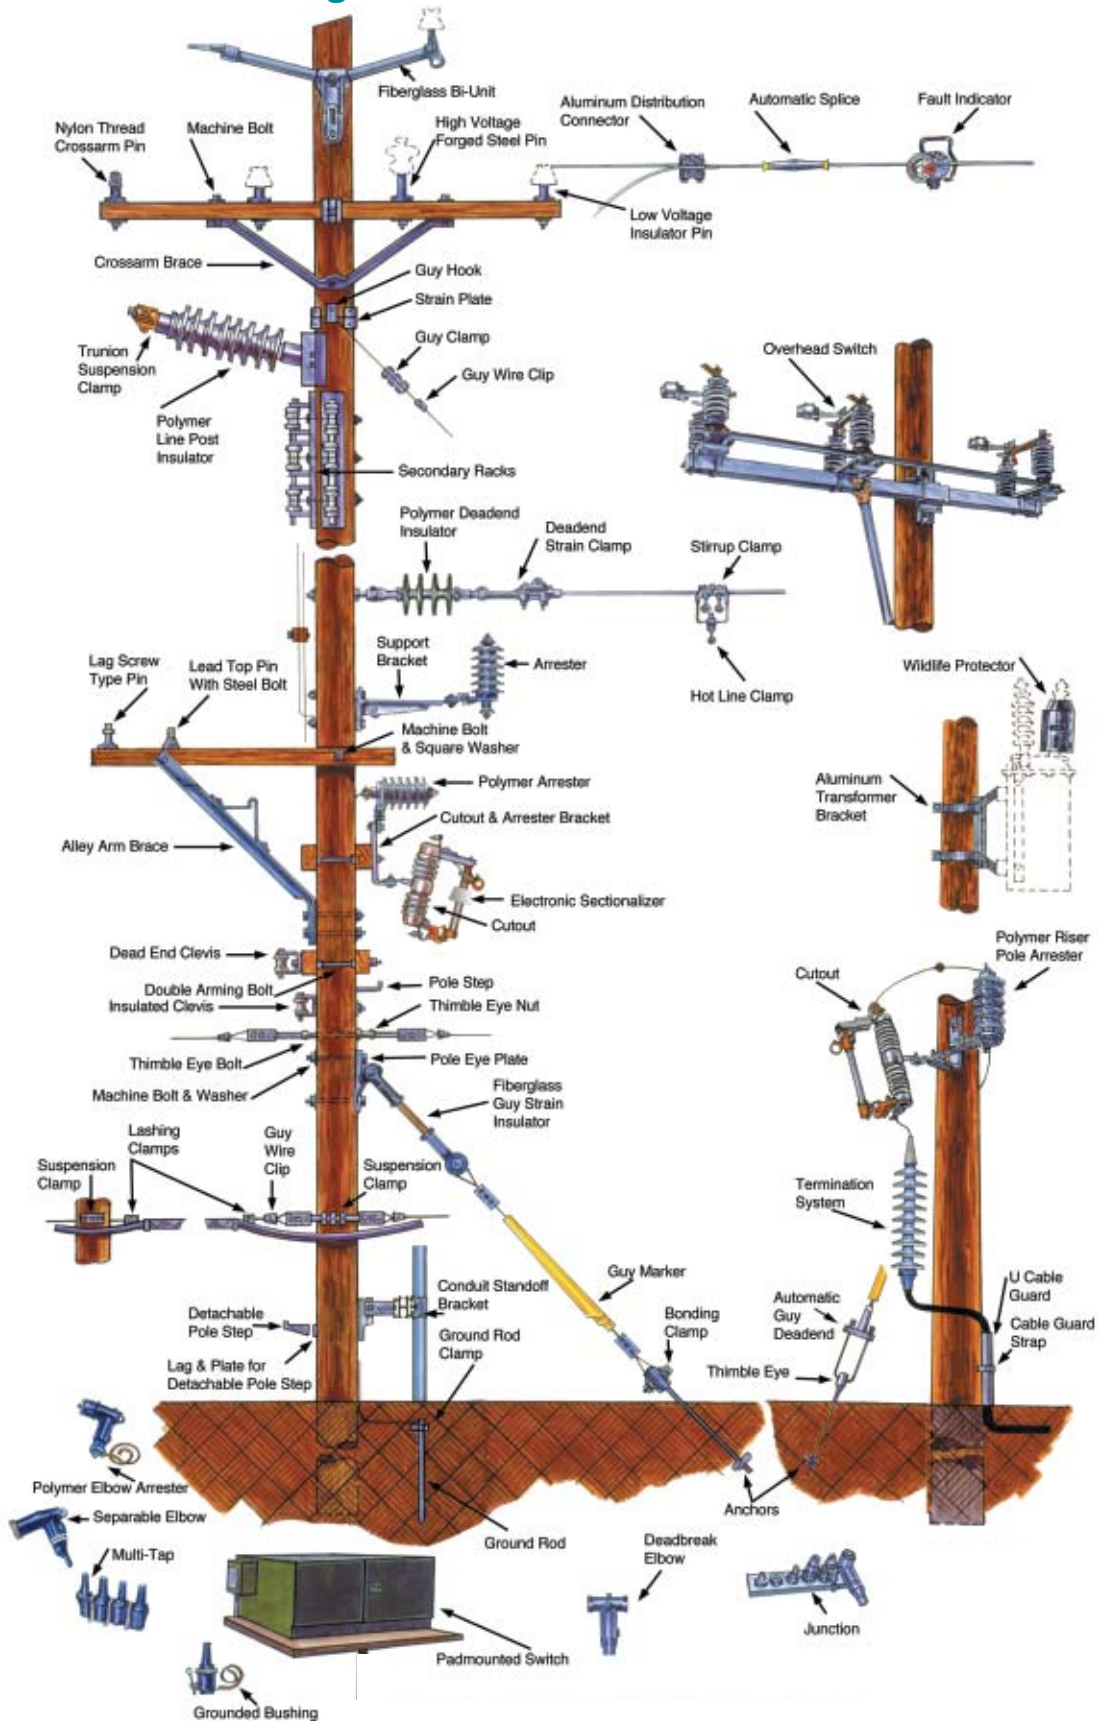 Fiberglass Bi-Unit
Nylon Thread
Crossarm Pin
Machine Bolt
High Voltage
Forged Steel Pin
Aluminum Distribution
Connector
Automatic Splice
Fault Indicator
Low Voltage
Insulator Pin
Crossarm Brace
Guy Hook
Strain Plate
Trunion
Suspension
Clamp
Guy Clamp
Guy Wire Clip
Overhead Switch
Polymer
Line Post
Insulator
Secondary Racks
Polymer Deadend
Insulator
Deadend
Strain Clamp
Stirrup Clamp
Lag Screw
Type Pin
Lead Top Pin
With Steel Bolt
Support
Bracket
Arrester
Hot Line Clamp
Wildlife Protector
Machine Bolt
& Square Washer
Polymer Arrester
Aluminum
Transformer
Bracket
Cutout & Arrester Bracket
Alley Arm Brace
Electronic Sectionalizer
Cutout
Dead End Clevis
Polymer Riser
Pole Arrester
Cutout
Double Arming Bolt
Pole Step
Insulated Clevis
Thimble Eye Nut
Thimble Eye Bolt
Pole Eye Plate
Machine Bolt & Washer
Fiberglass
Guy Strain
Insulator
Lashing
Clamps
Guy
Wire
Clip
Suspension
Clamp
Suspension
Clamp
Termination
System
Guy Marker
Detachable
Pole Step
Conduit Standoff
Bracket
Bonding
Clamp
Automatic
Guy
Deadend
U Cable
Guard
Cable Guard
Strap
Ground Rod
Clamp
Lag & Plate for
Detachable Pole Step
Thimble Eye
Polymer Elbow Arrester
Anchors
Separable Elbow
Ground Rod
Multi-Tap
Deadbreak
Elbow
Junction
Padmounted Switch
Grounded Bushing